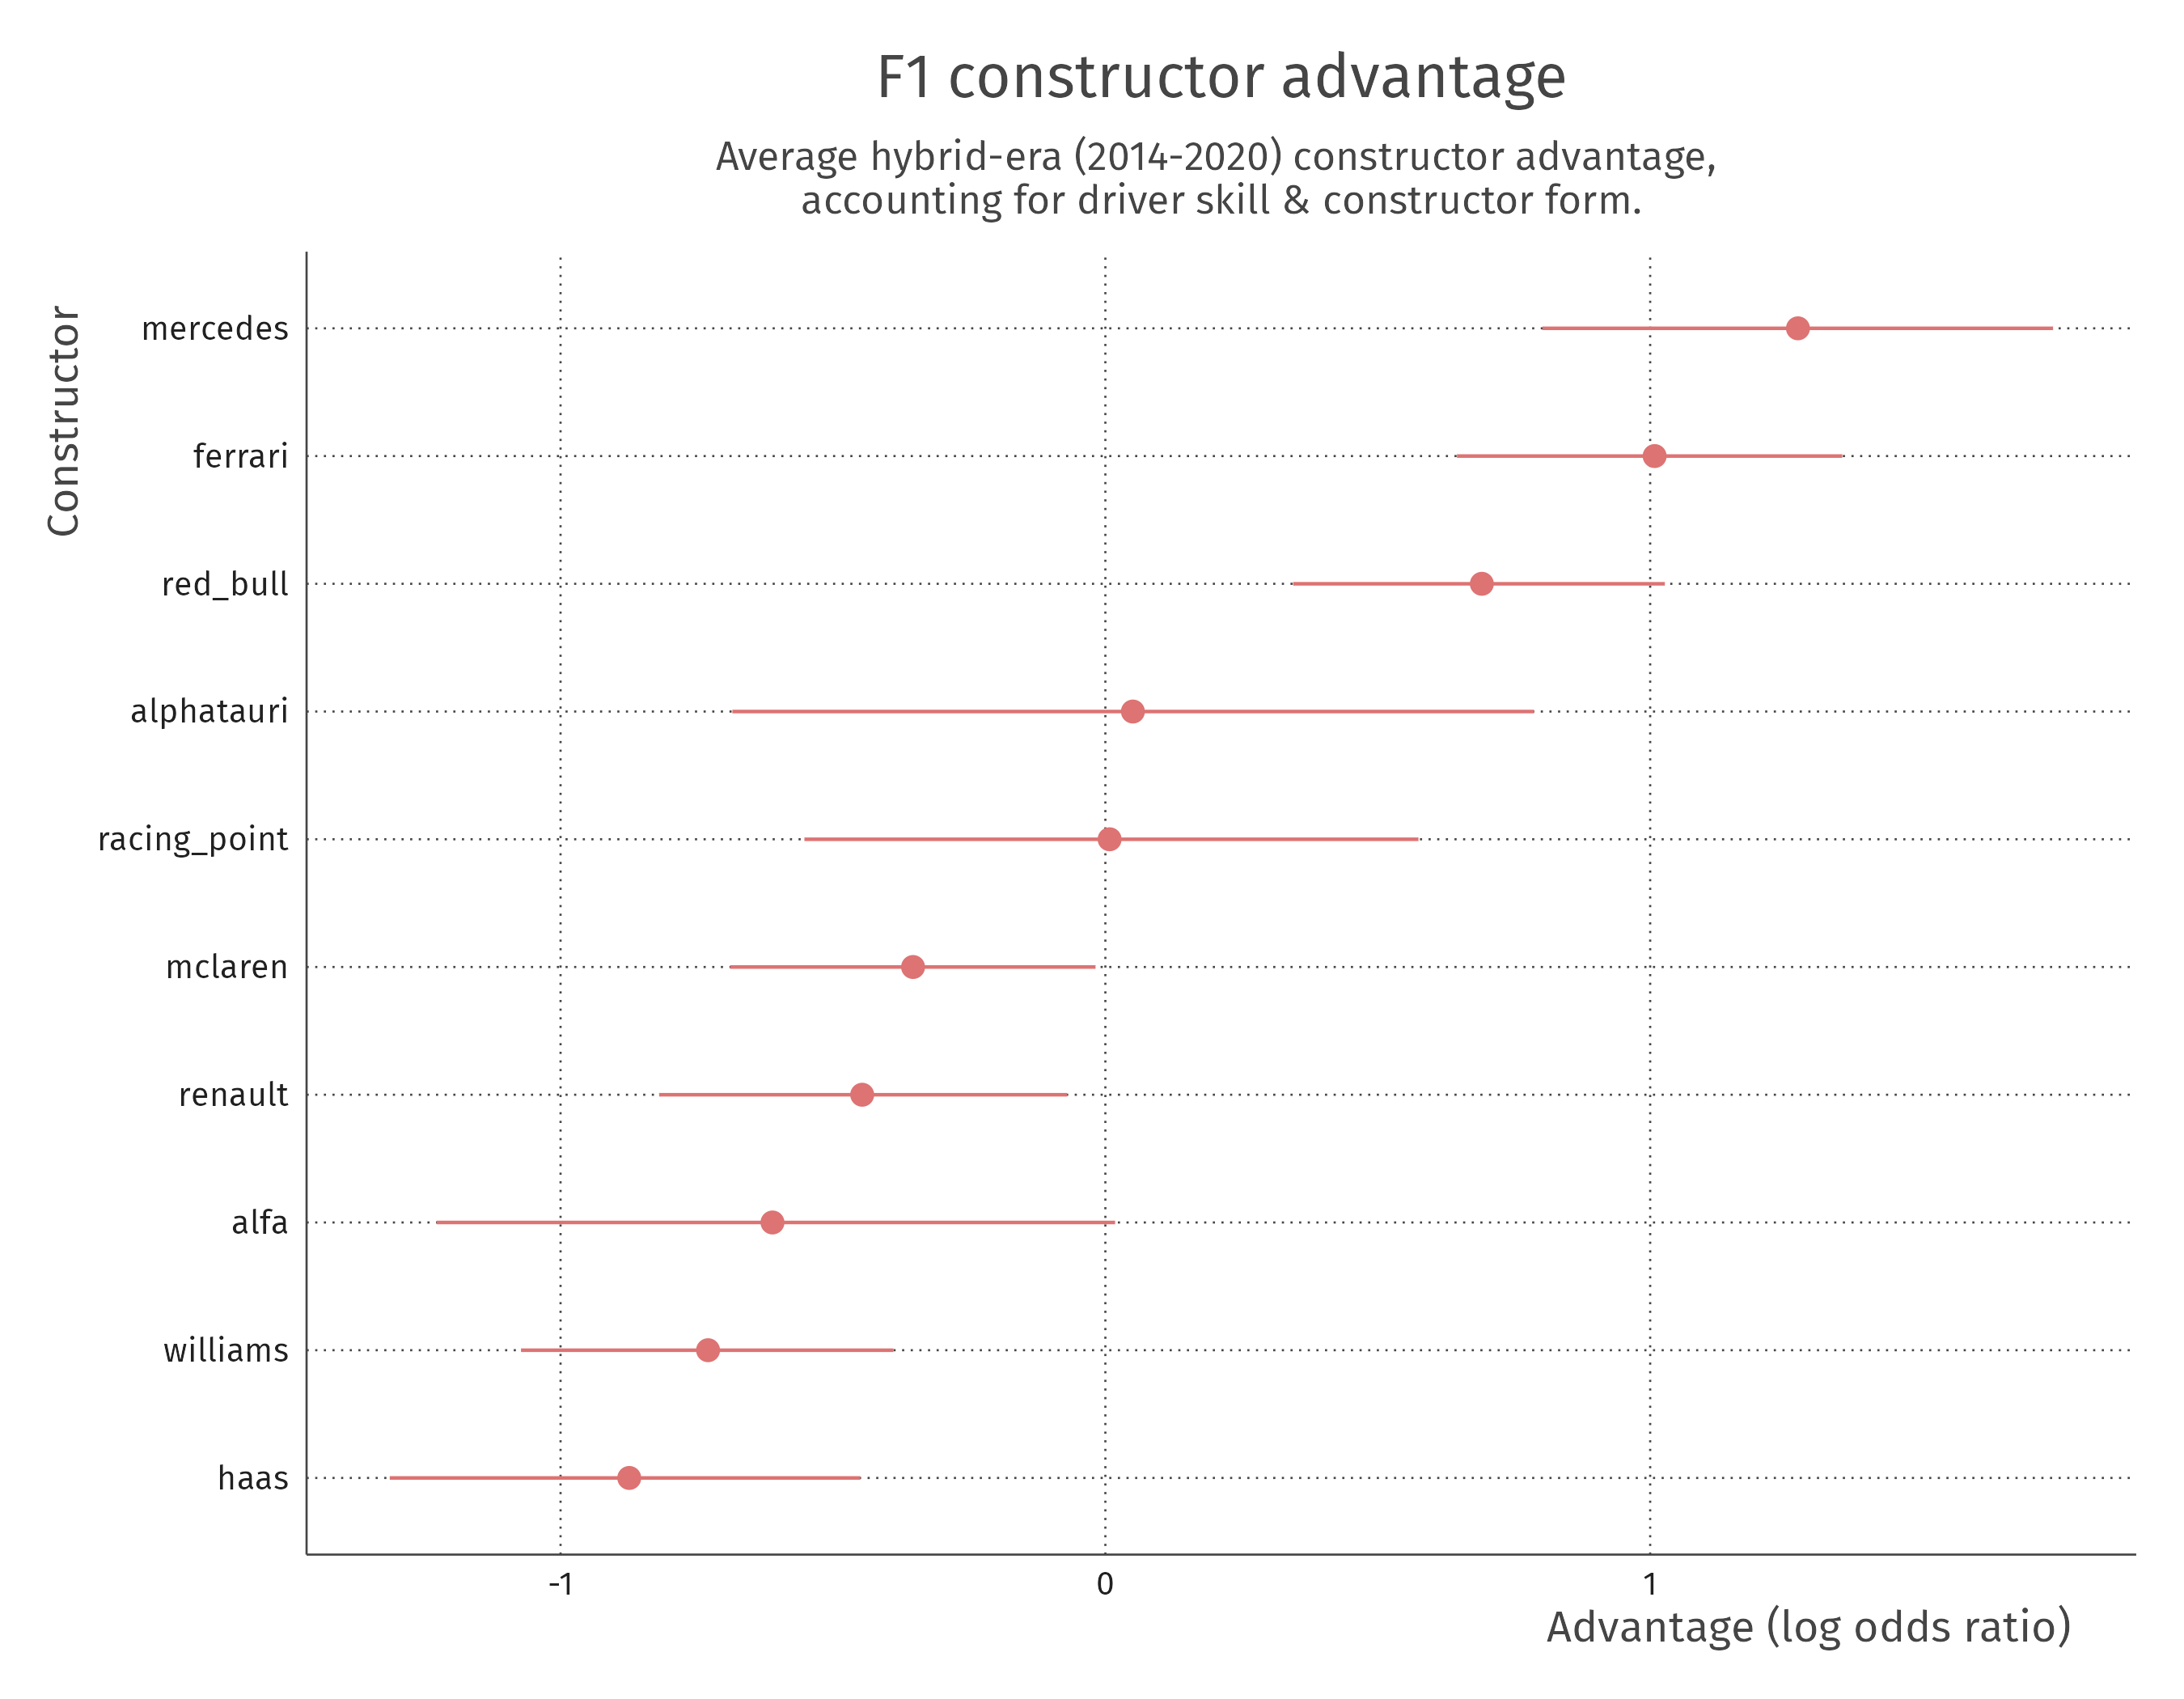 F1 constructor advantage
Average hybrid-era (2014-2020) constructor advantage,
accounting for driver skill & constructor form.
Constructor
mercedes
ferrari
red_bull
alphatauri
racing_point
mclaren
renault
alfa
williams
haas
-1 0 1
Advantage (log odds ratio)